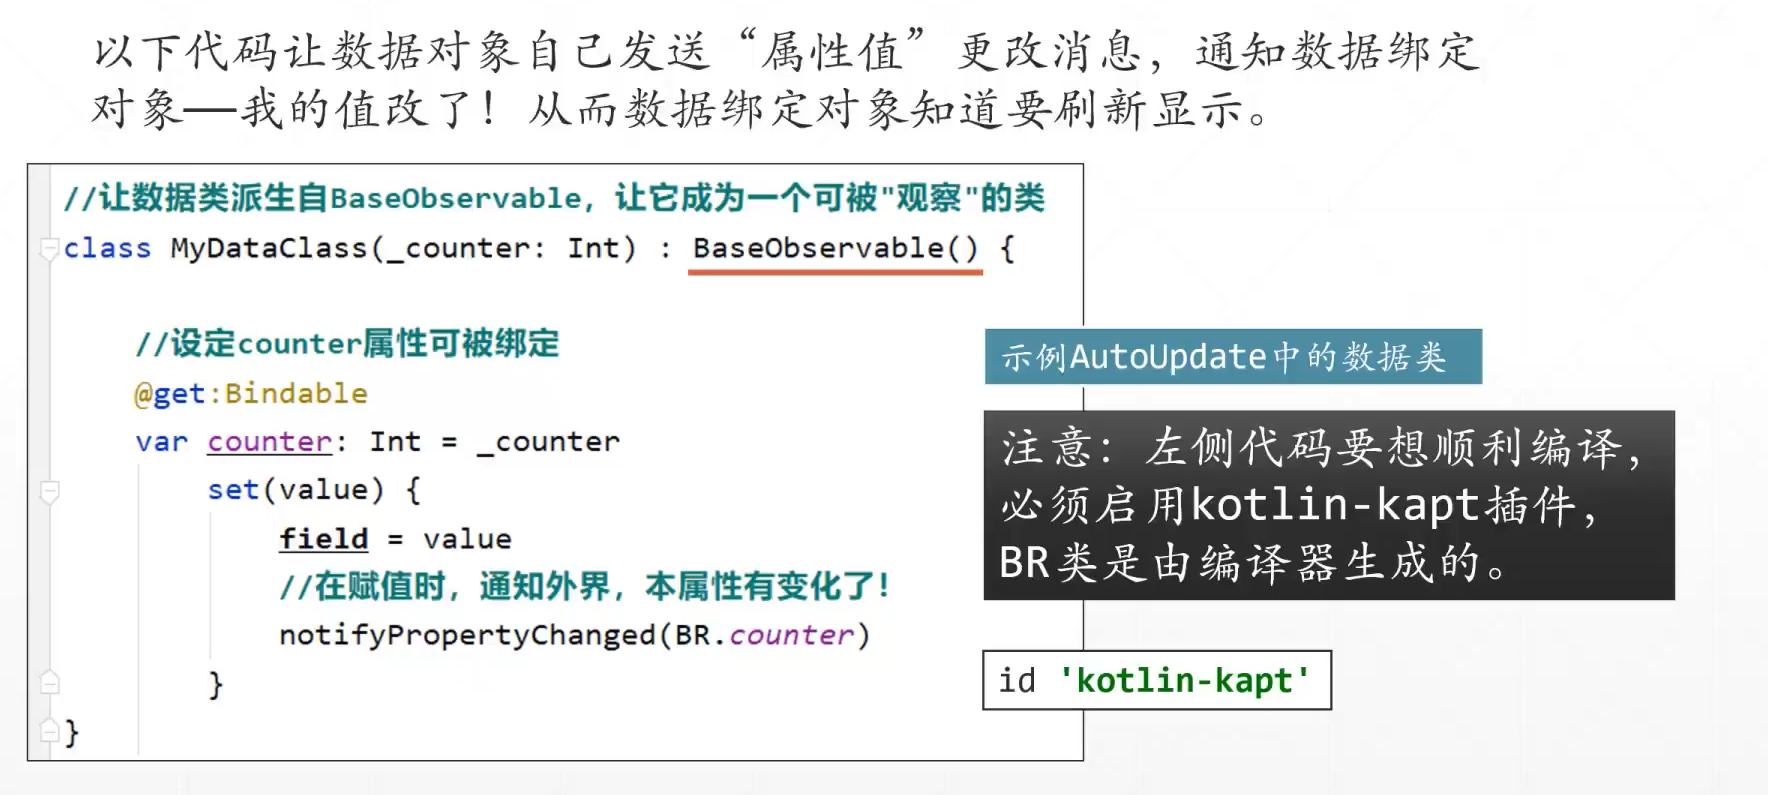 以下代码让数据对象自己发送“属性值”更改消息，通知数据绑定
对象——我的值改了！从而数据绑定对象知道要刷新显示。
//让数据类派生自BaseObservable，让它成为一个可被"观察"的类
class MyDataClass(_counter: Int) : BaseObservable() {
//设定counter属性可被绑定
@get:Bindable
var counter: Int = _counter
set(value) {
field = value
//在赋值时，通知外界，本属性有变化了！
notifyPropertyChanged(BR.counter)
}
}
示例AutoUpdate中的数据类
注意：左侧代码要想顺利编译，
必须启用kotlin-kapt插件，
BR类是由编译器生成的。
id 'kotlin-kapt'